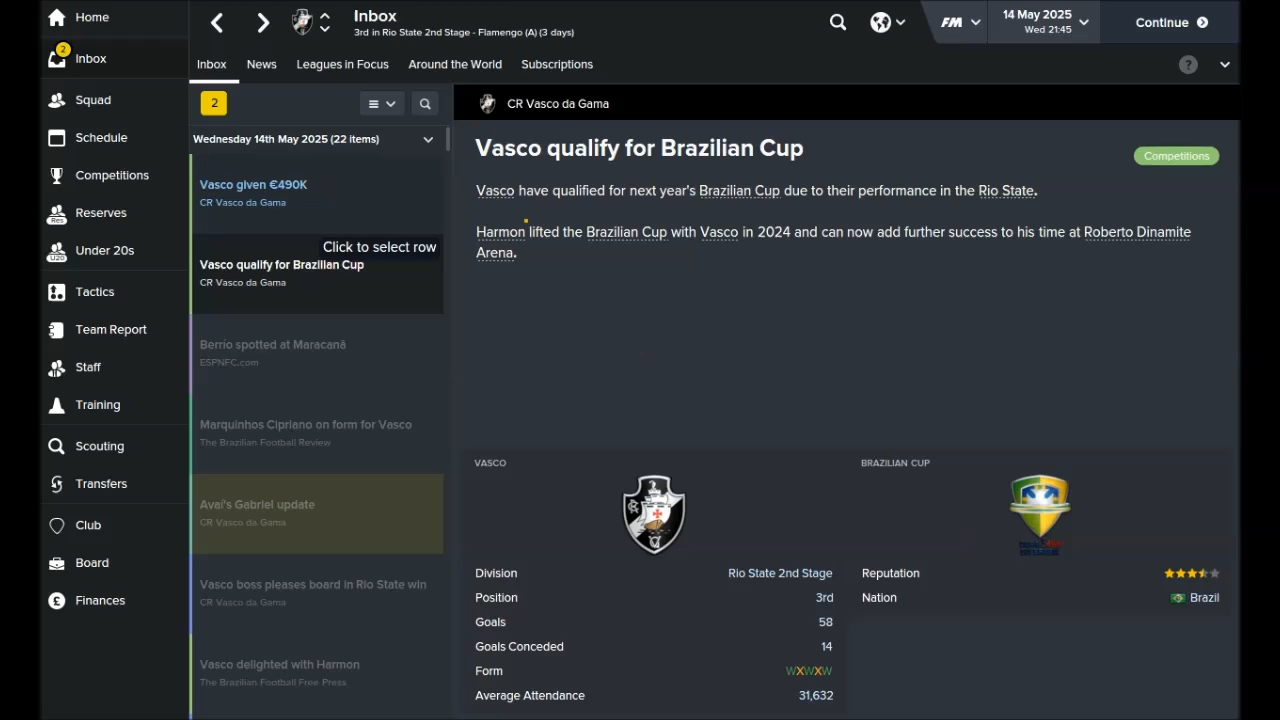 Home
2
Inbox
Squad
Schedule
Competitions
Res
Reserves
U20
Under 20s
Tactics
Team Report
Staff
Training
Scouting
Transfers
Club
Board
£
Finances
Inbox
3rd in Rio State 2nd Stage - Flamengo (A) (3 days)
FM
14 May 2025
Wed 21:45
Continue
Inbox News Leagues in Focus Around the World Subscriptions
?
2
Wednesday 14th May 2025 (22 items)
Vasco given €490K
CR Vasco da Gama
Click to select row
Vasco qualify for Brazilian Cup
CR Vasco da Gama
Berrío spotted at Maracanã
ESPNFC.com
Marquinhos Cipriano on form for Vasco
The Brazilian Football Review
Avaí's Gabriel update
CR Vasco da Gama
Vasco boss pleases board in Rio State win
CR Vasco da Gama
Vasco delighted with Harmon
The Brazilian Football Free Press
CR Vasco da Gama
Vasco qualify for Brazilian Cup
Competitions
Vasco have qualified for next year's Brazilian Cup due to their performance in the Rio State.
Harmon lifted the Brazilian Cup with Vasco in 2024 and can now add further success to his time at Roberto Dinamite
Arena.
VASCO
Division Rio State 2nd Stage
Position 3rd
Goals 58
Goals Conceded 14
Form WXWXW
Average Attendance 31,632
BRAZILIAN CUP
Reputation
Nation Brazil